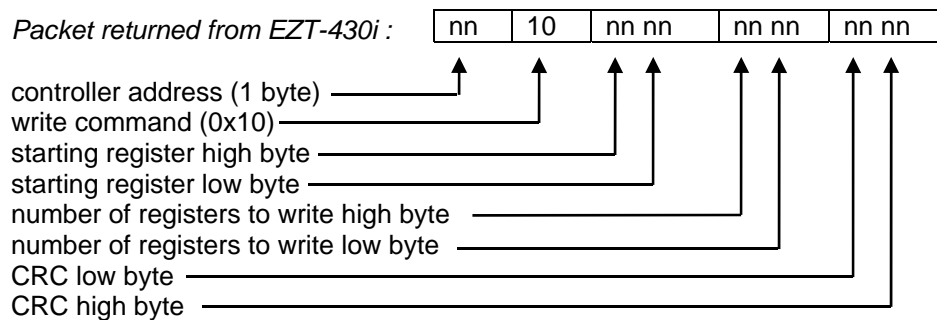 Packet returned from EZT-430i : nn 10 nn nn nn nn nn nn
controller address (1 byte)
write command (0x10)
starting register high byte
starting register low byte
number of registers to write high byte
number of registers to write low byte
CRC low byte
CRC high byte